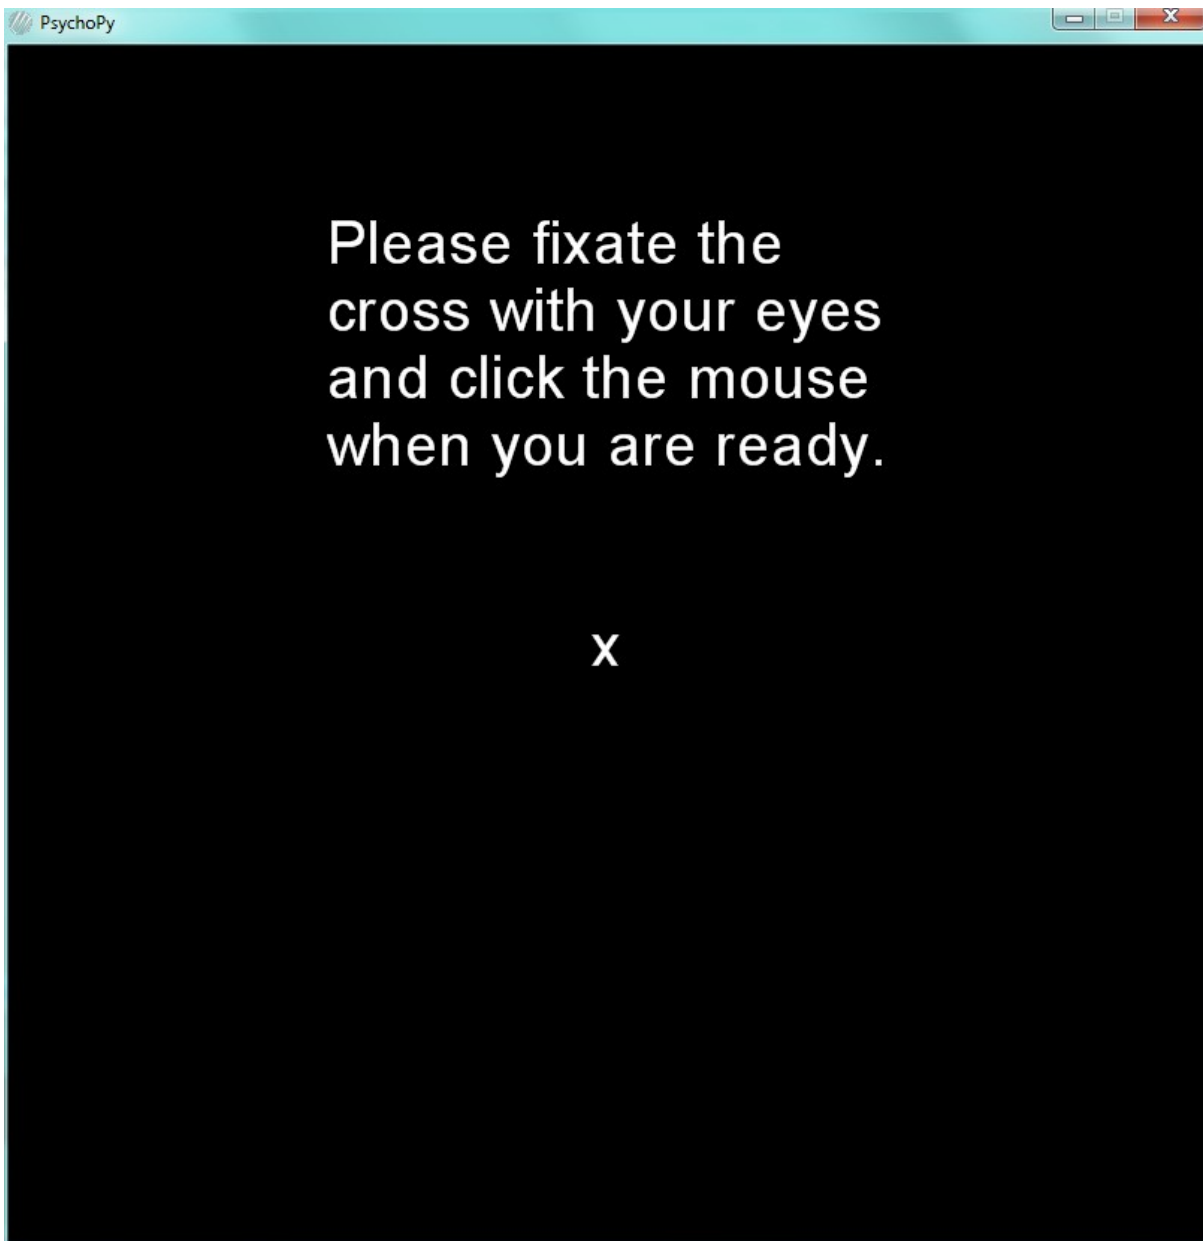 PsychoPy
Please fixate the
cross with your eyes
and click the mouse
when you are ready.
x